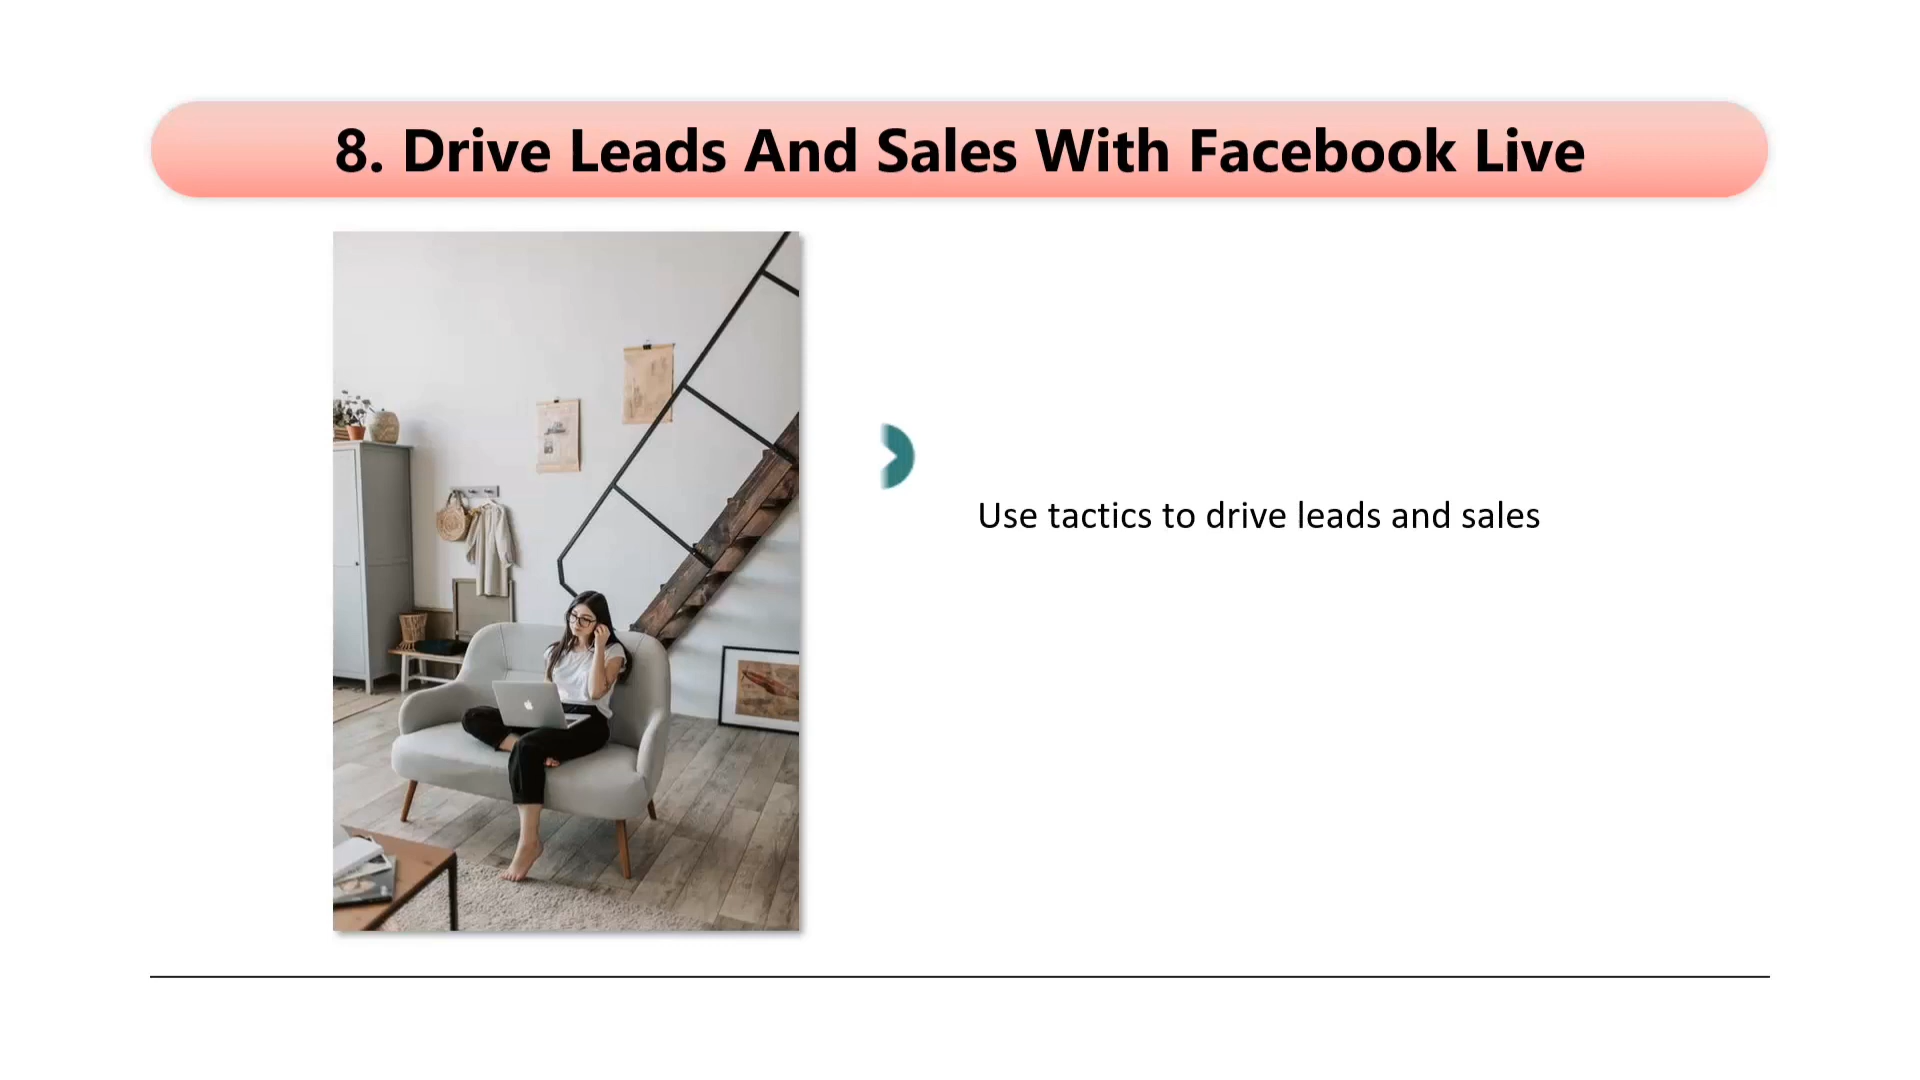 8. Drive Leads And Sales With Facebook Live
Use tactics to drive leads and sales